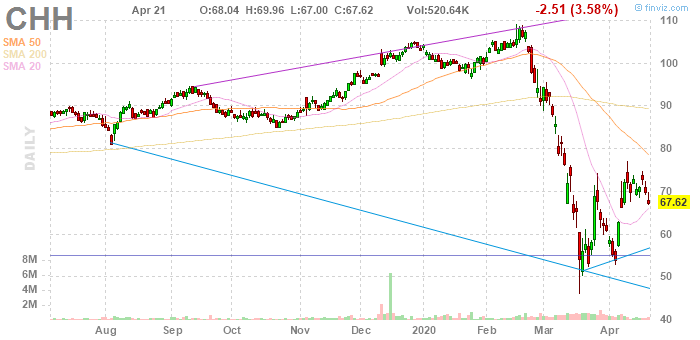 CHH Apr 21 O:68.04 H:69.96 L:67.00 C:67.62 Vol:520.64K -2.51 (3.58%) © finviz.com
SMA 50
SMA 200
SMA 20
DAILY
110
100
90
80
70
67.62
60
50
40
8M
6M
4M
2M
Aug Sep Oct Nov Dec 2020 Feb Mar Apr